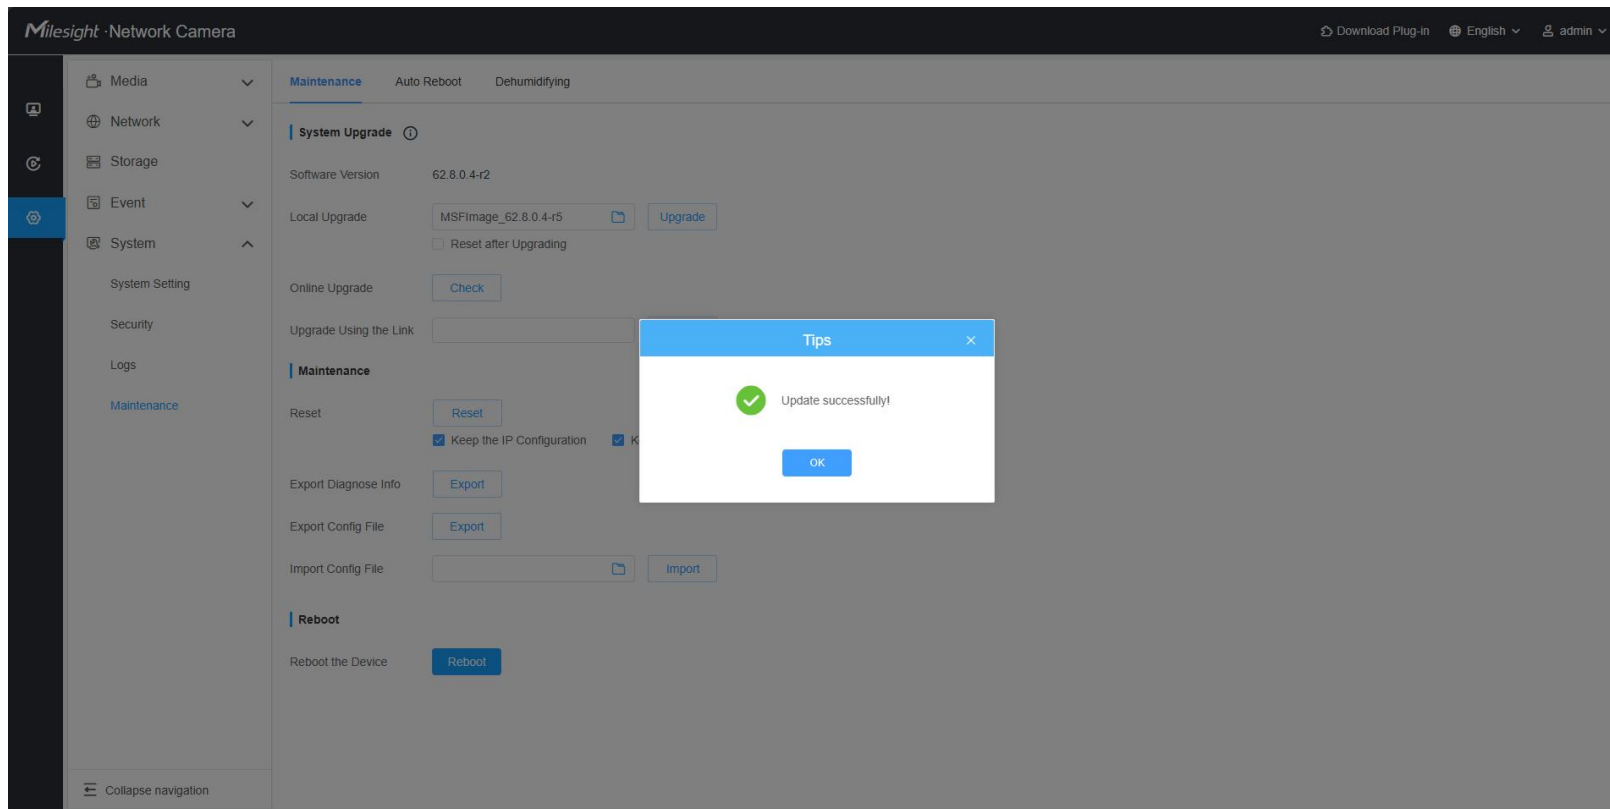 Milesight · Network Camera
Download Plug-in English admin
Media
Network
Storage
Event
System
System Setting
Security
Logs
Maintenance
Collapse navigation
Maintenance Auto Reboot Dehumidifying
System Upgrade
Software Version 62.8.0.4-r2
Local Upgrade MSFImage_62.8.0.4-r5 Upgrade
Reset after Upgrading
Online Upgrade Check
Upgrade Using the Link
Maintenance
Reset Reset
Keep the IP Configuration K
Export Diagnose Info Export
Export Config File Export
Import Config File Import
Reboot
Reboot the Device Reboot
Tips
Update successfully!
OK